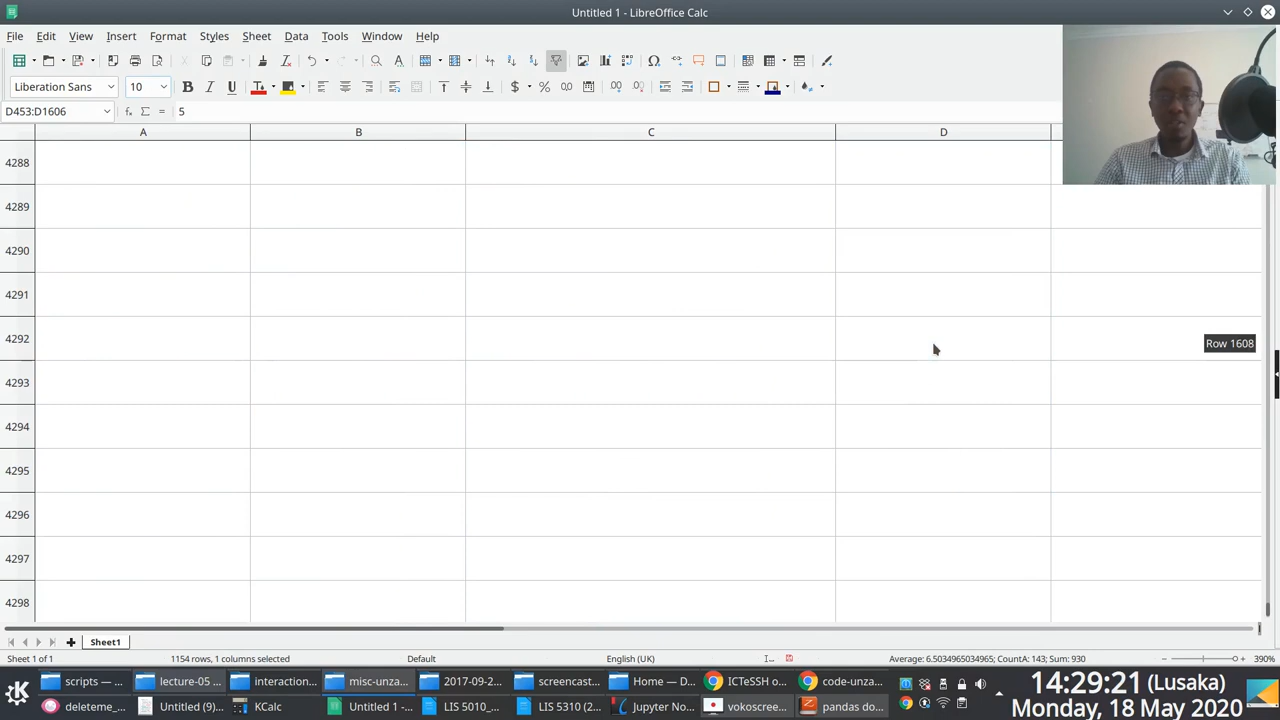 Untitled 1 - LibreOffice Calc
File Edit View Insert Format Styles Sheet Data Tools Window Help
Liberation Sans 10
D453:D1606 5
A B C D
4288
4289
4290
4291
4292 Row 1608
4293
4294
4295
4296
4297
4298
Sheet1
Sheet 1 of 1 1154 rows, 1 columns selected Default English (UK) Average: 6.5034965034965; CountA: 143; Sum: 930 390%
scripts —... lecture-05 ... interaction... misc-unza... 2017-09-2... screencast... Home — D... ICTeSSH o... code-unza...
14:29:21 (Lusaka)
deleteme_... Untitled (9)... KCalc Untitled 1 -... LIS 5010_... LIS 5310 (2... Jupyter No... vokoscree... pandas do...
Monday, 18 May 2020